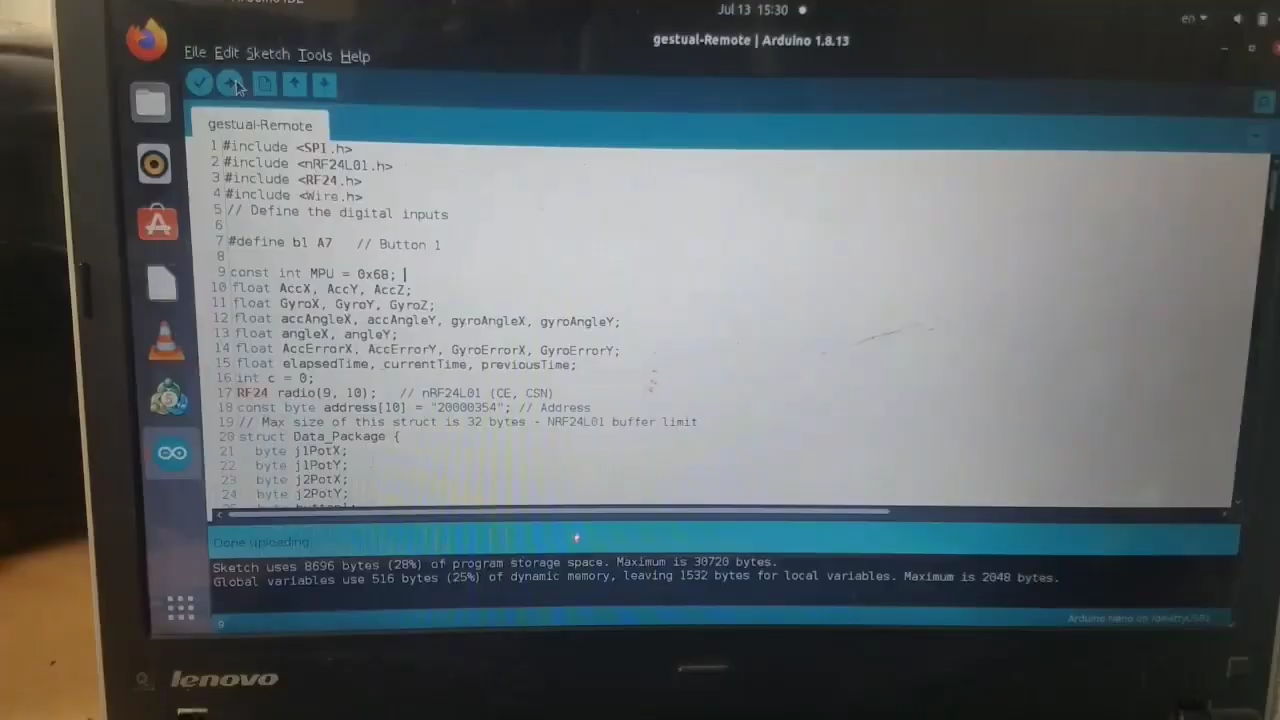 Jul 13 15:30
en
gestual-Remote | Arduino 1.8.13
File Edit Sketch Tools Help
gestual-Remote
1 #include <SPI.h>
2 #include <nRF24L01.h>
3 #include <RF24.h>
4 #include <Wire.h>
5 // Define the digital inputs
6
7 #define b1 A7 // Button 1
8
9 const int MPU = 0x68;
10 float AccX, AccY, AccZ;
11 float GyroX, GyroY, GyroZ;
12 float accAngleX, accAngleY, gyroAngleX, gyroAngleY;
13 float angleX, angleY;
14 float AccErrorX, AccErrorY, GyroErrorX, GyroErrorY;
15 float elapsedTime, currentTime, previousTime;
16 int c = 0;
17 RF24 radio(9, 10); // nRF24L01 (CE, CSN)
18 const byte address[10] = "20000354"; // Address
19 // Max size of this struct is 32 bytes - NRF24L01 buffer limit
20 struct Data_Package {
21 byte j1PotX;
22 byte j1PotY;
23 byte j2PotX;
24 byte j2PotY;
Done uploading
Sketch uses 8696 bytes (28%) of program storage space. Maximum is 30720 bytes.
Global variables use 516 bytes (25%) of dynamic memory, leaving 1532 bytes for local variables. Maximum is 2048 bytes.
9
Arduino Nano on
lenovo